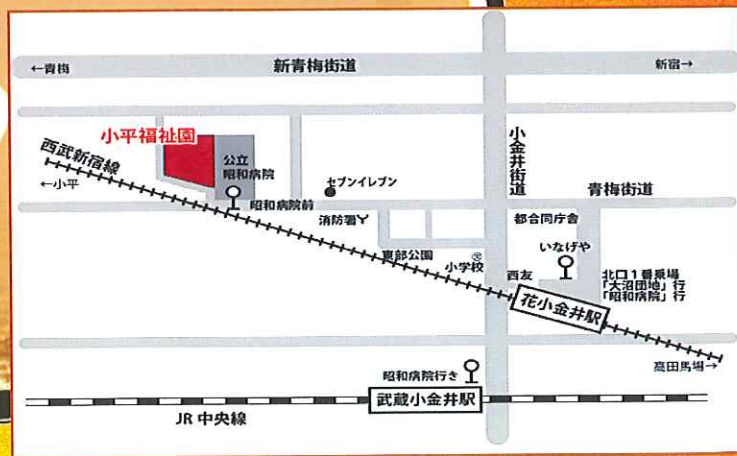 ←青梅
新青梅街道
新宿→
小平福祉園
西武新宿線
←小平
公立
昭和病院
昭和病院前
セブンイレブン
消防署Y
東部公園
小学校
小金井街道
青梅街道
都合同庁舎
いなげや
西友
北口1番乗場
「大沼団地」行
「昭和病院」行
花小金井駅
高田馬場→
昭和病院行き
武蔵小金井駅
JR 中央線